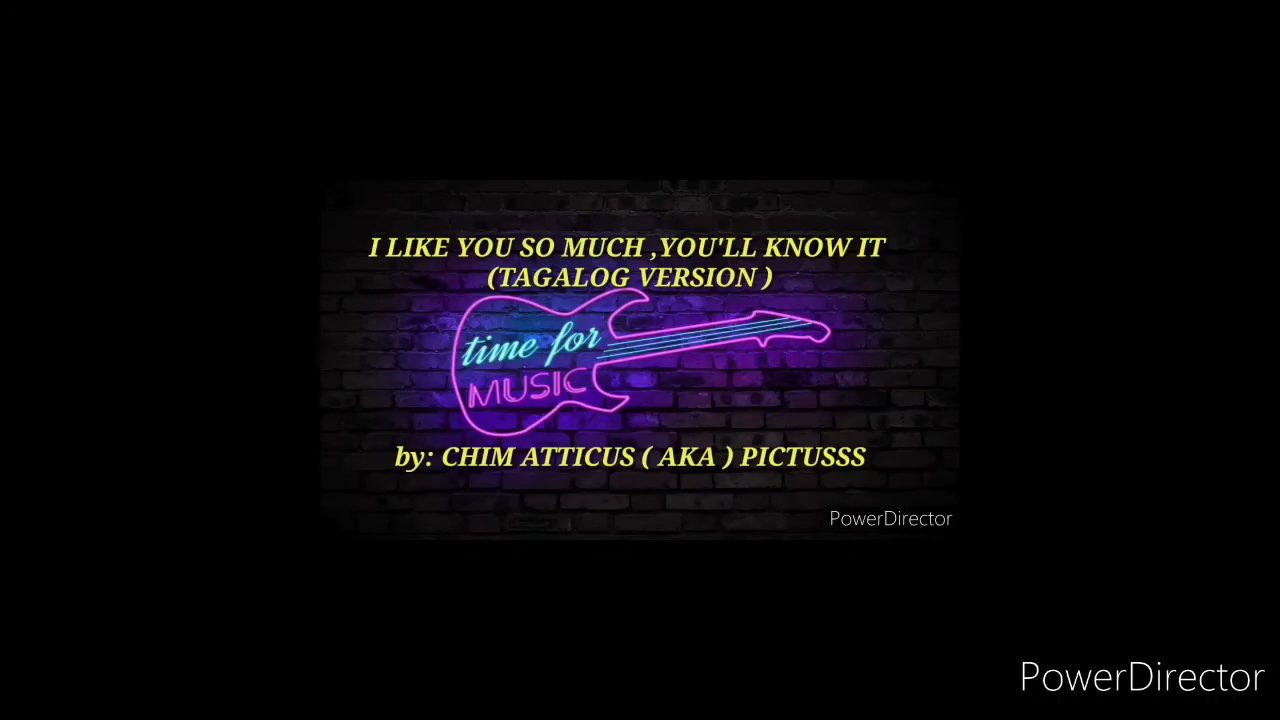 I LIKE YOU SO MUCH ,YOU'LL KNOW IT
(TAGALOG VERSION )
time for
MUSIC
by: CHIM ATTICUS ( AKA ) PICTUSSS
PowerDirector
PowerDirector